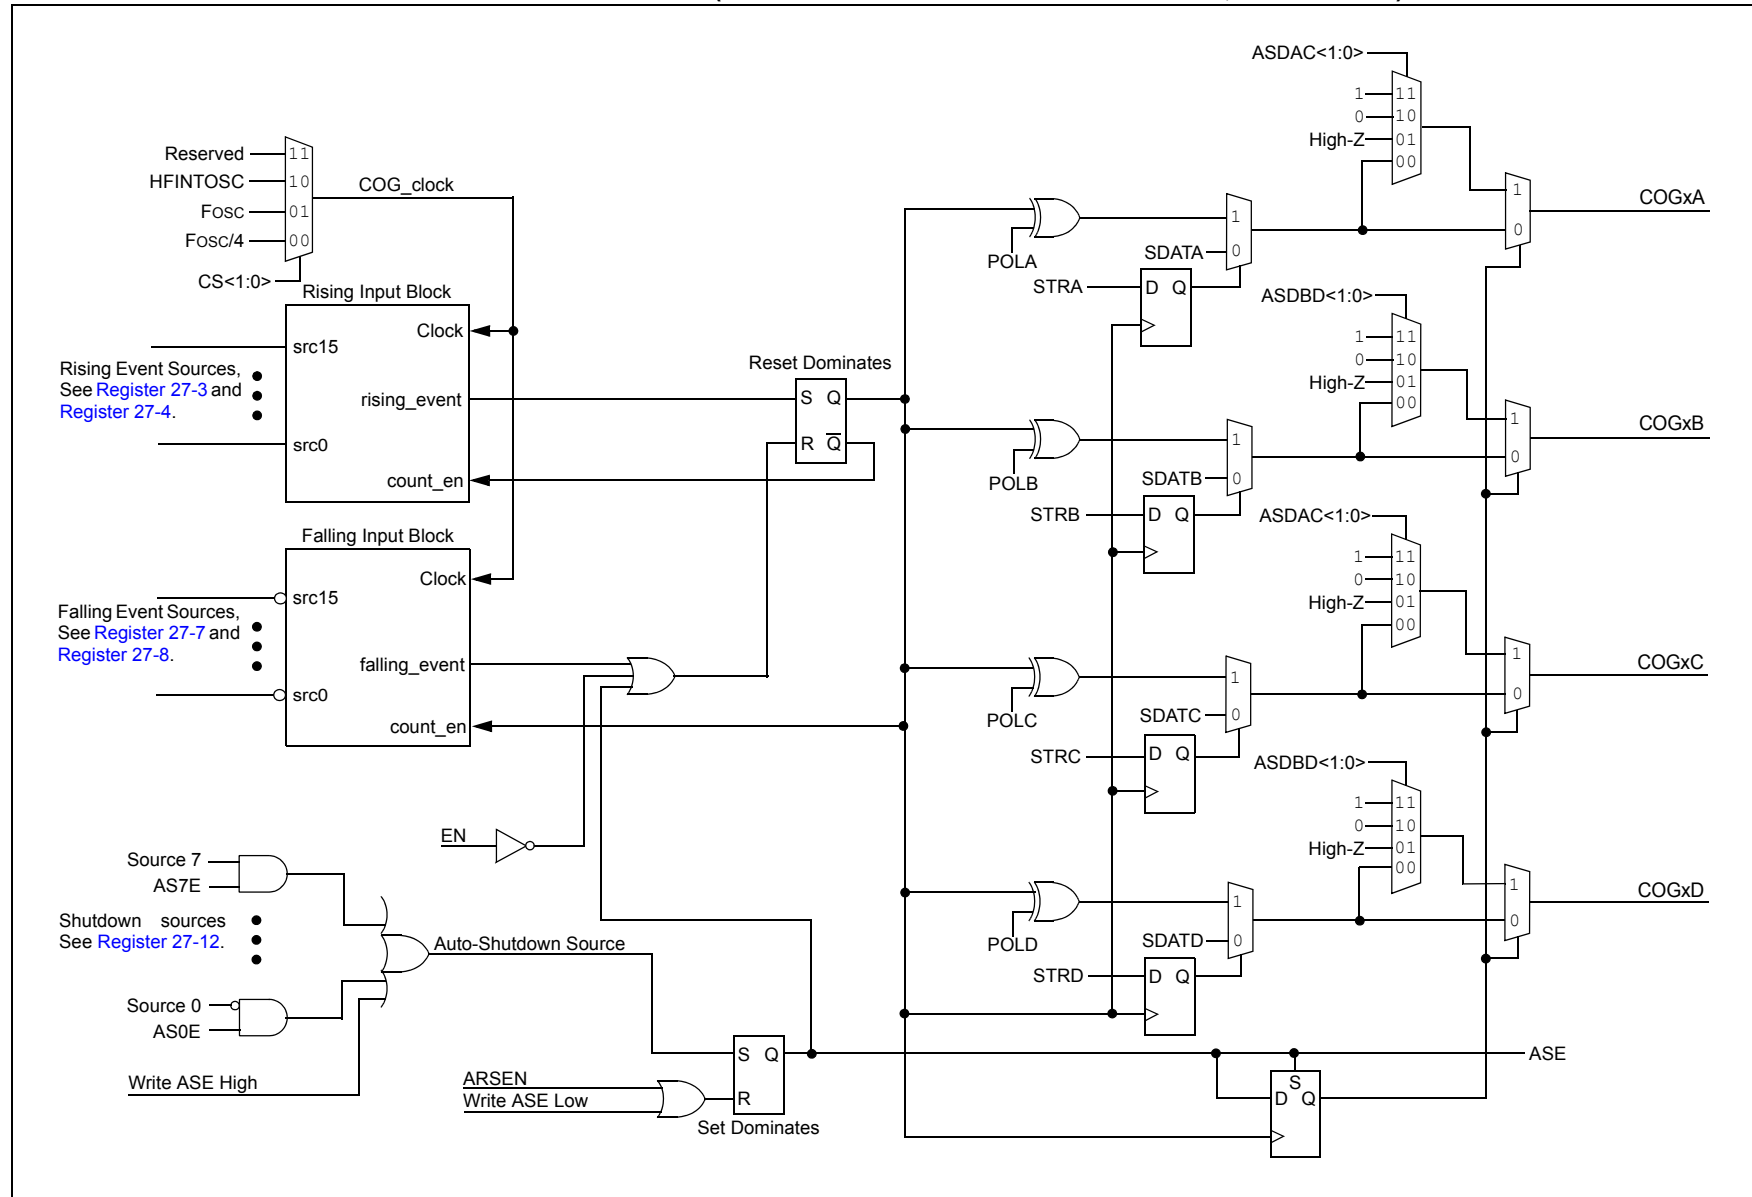 ASDAC<1:0>
1 11
0 10
High-Z 01
00
1
0
COGxA
Reserved 11
HFINTOSC 10
FOSC 01
FOSC/4 00
CS<1:0>
COG_clock
Rising Input Block
Clock
src15
Rising Event Sources,
See Register 27-3 and
Register 27-4.
rising_event
src0
count_en
Reset Dominates
S Q
R Q
POLA
1
SDATA 0
STRA
D Q
ASDBD<1:0>
1 11
0 10
High-Z 01
00
1
0
COGxB
POLB
1
SDATB 0
STRB
D Q
Falling Input Block
Clock
src15
Falling Event Sources,
See Register 27-7 and
Register 27-8.
falling_event
src0
count_en
ASDAC<1:0>
1 11
0 10
High-Z 01
00
1
0
COGxC
POLC
1
SDATC 0
STRC
D Q
EN
ASDBD<1:0>
1 11
0 10
High-Z 01
00
1
0
COGxD
POLD
1
SDATD 0
STRD
D Q
Source 7
AS7E
Shutdown sources
See Register 27-12.
Source 0
AS0E
Write ASE High
Auto-Shutdown Source
ARSEN
Write ASE Low
S Q
R
Set Dominates
ASE
S
D Q